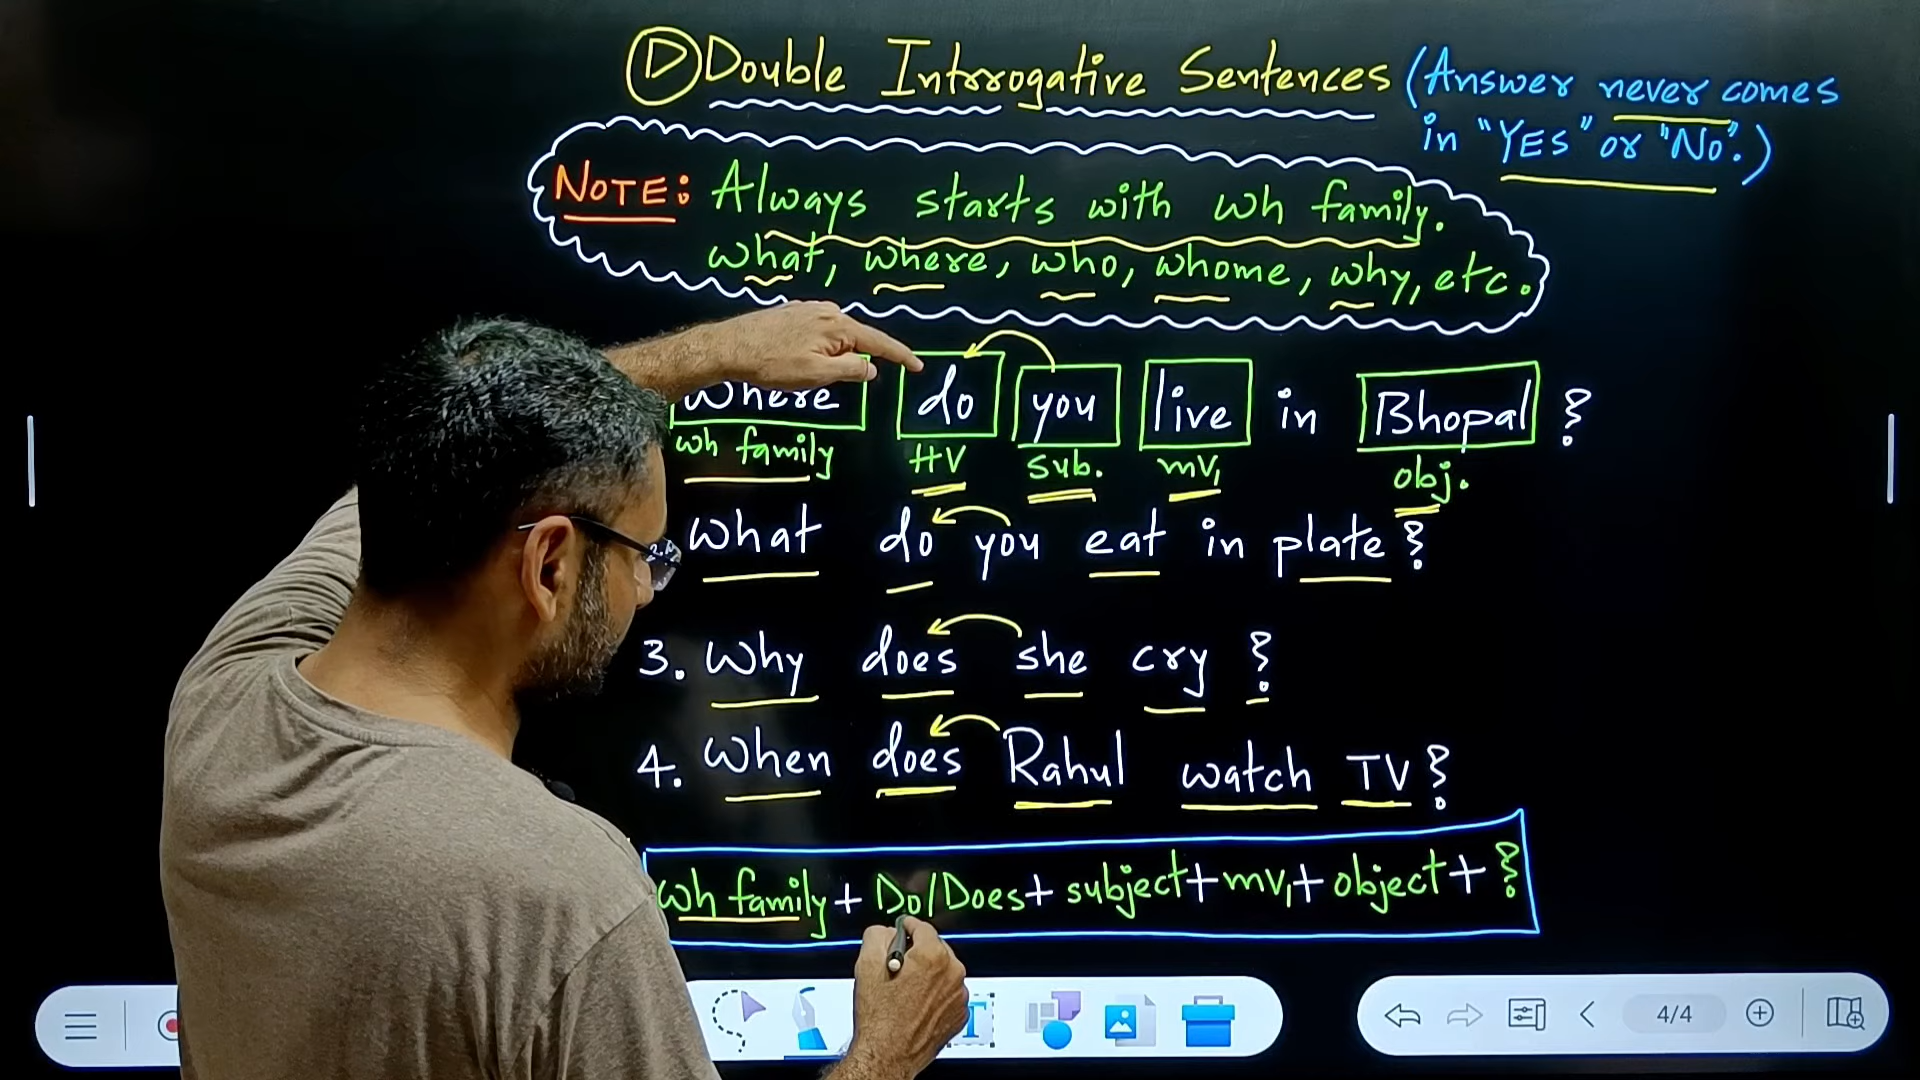 D Double Introgative Sentences (Answer never comes
in "YES" or "No".)
NOTE: Always starts with wh family.
what, where, who, whome, why, etc.
Where do you live in Bhopal ?
wh family HV sub. mv1 obj.
What do you eat in plate ?
3. Why does she cry ?
4. When does Rahul watch TV ?
Wh family + Do/Does + subject + mv1 + object + ?
T
4/4